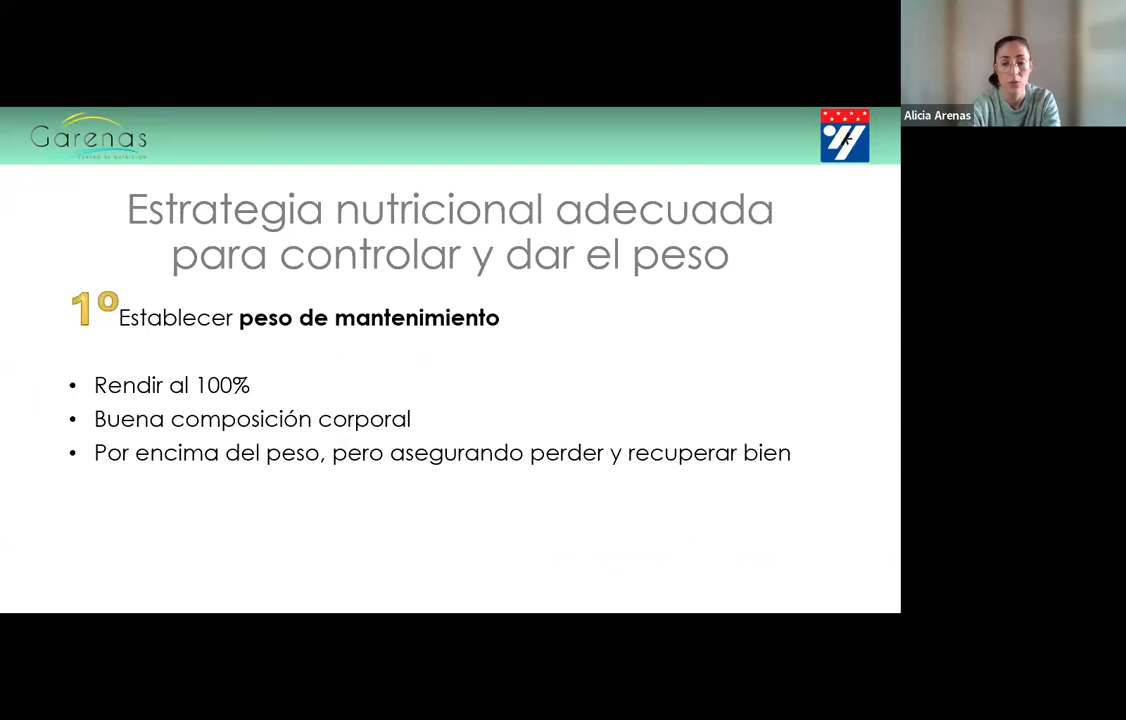 Garenas
CENTRO DE NUTRICIÓN
Alicia Arenas
Estrategia nutricional adecuada
para controlar y dar el peso
1º Establecer peso de mantenimiento
• Rendir al 100%
• Buena composición corporal
• Por encima del peso, pero asegurando perder y recuperar bien